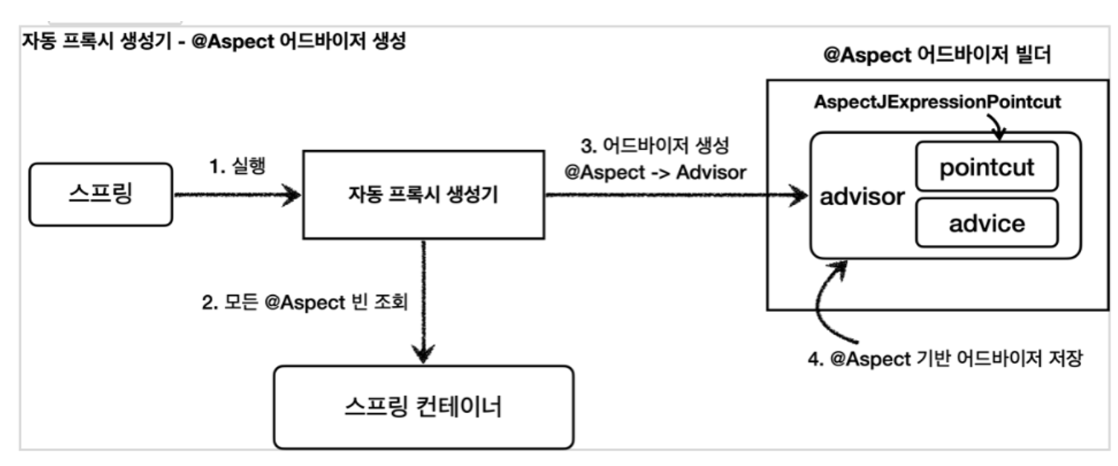 자동 프록시 생성기 - @Aspect 어드바이저 생성
@Aspect 어드바이저 빌더
AspectJExpressionPointcut
스프링
1. 실행
자동 프록시 생성기
3. 어드바이저 생성
@Aspect -> Advisor
advisor
pointcut
advice
2. 모든 @Aspect 빈 조회
4. @Aspect 기반 어드바이저 저장
스프링 컨테이너